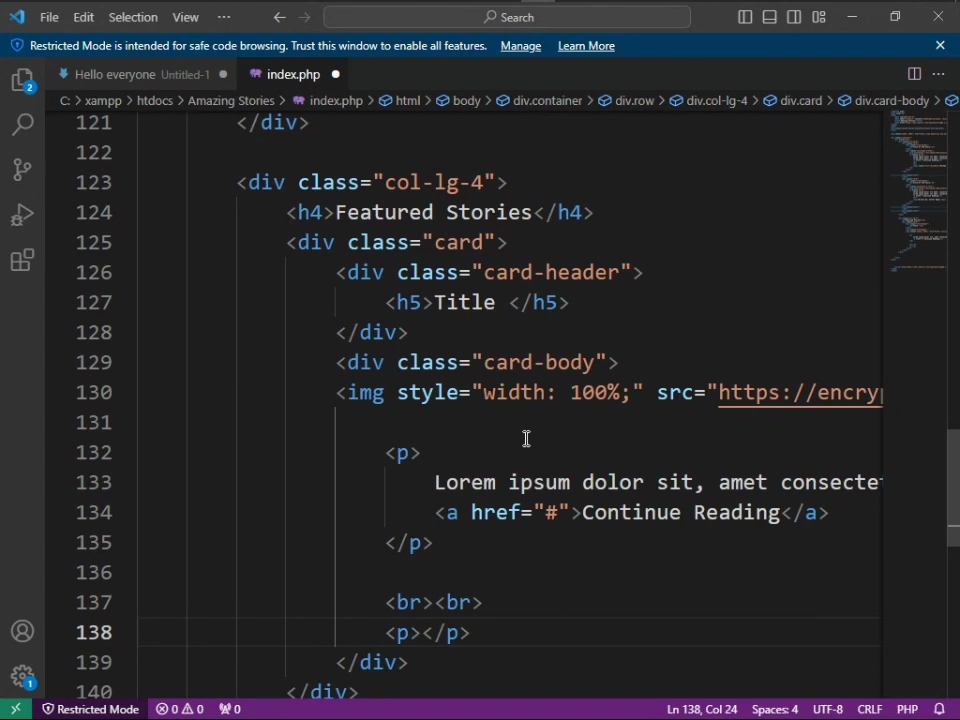 File Edit Selection View ··· Search
Restricted Mode is intended for safe code browsing. Trust this window to enable all features. Manage Learn More
Hello everyone Untitled-1 index.php
C: > xampp > htdocs > Amazing Stories > index.php > html > body > div.container > div.row > div.col-lg-4 > div.card > div.card-body >
121 </div>
122
123 <div class="col-lg-4">
124 <h4>Featured Stories</h4>
125 <div class="card">
126 <div class="card-header">
127 <h5>Title </h5>
128 </div>
129 <div class="card-body">
130 <img style="width: 100%;" src="https://encryp
131
132 <p>
133 Lorem ipsum dolor sit, amet consectet
134 <a href="#">Continue Reading</a>
135 </p>
136
137 <br><br>
138 <p></p>
139 </div>
140 </div>
2
1
Restricted Mode 0 0 0 Ln 138, Col 24 Spaces: 4 UTF-8 CRLF PHP